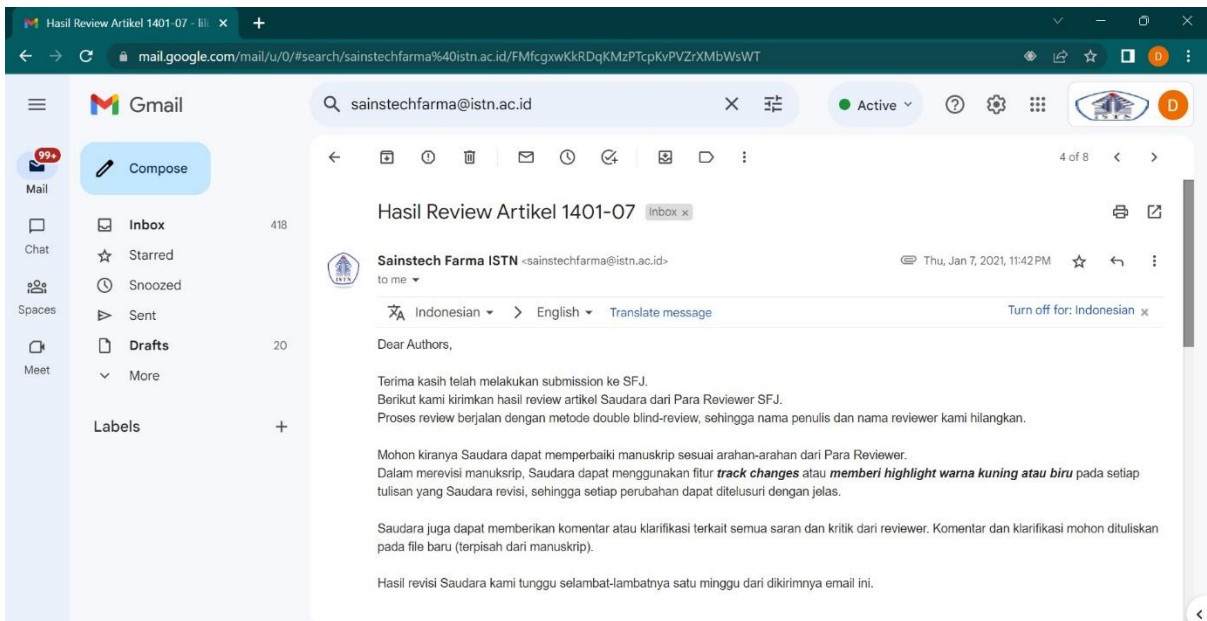 Hasil Review Artikel 1401-07 - lili
mail.google.com/mail/u/0/#search/sainstechfarma%40istn.ac.id/FMfcgxwKkRDqKMzPTcpKvPVZrXMbWsWT
D
Gmail
sainstechfarma@istn.ac.id
Active
ISTN
D
99+
Mail
Chat
Spaces
Meet
Compose
Inbox 418
Starred
Snoozed
Sent
Drafts 20
More
Labels
4 of 8
Hasil Review Artikel 1401-07 Inbox x
Sainstech Farma ISTN <sainstechfarma@istn.ac.id> Thu, Jan 7, 2021, 11:42 PM
ISTN
to me
Indonesian > English Translate message Turn off for: Indonesian x
Dear Authors,
Terima kasih telah melakukan submission ke SFJ.
Berikut kami kirimkan hasil review artikel Saudara dari Para Reviewer SFJ.
Proses review berjalan dengan metode double blind-review, sehingga nama penulis dan nama reviewer kami hilangkan.
Mohon kiranya Saudara dapat memperbaiki manuskrip sesuai arahan-arahan dari Para Reviewer.
Dalam merevisi manuksrip, Saudara dapat menggunakan fitur track changes atau memberi highlight warna kuning atau biru pada setiap
tulisan yang Saudara revisi, sehingga setiap perubahan dapat ditelusuri dengan jelas.
Saudara juga dapat memberikan komentar atau klarifikasi terkait semua saran dan kritik dari reviewer. Komentar dan klarifikasi mohon dituliskan
pada file baru (terpisah dari manuskrip).
Hasil revisi Saudara kami tunggu selambat-lambatnya satu minggu dari dikirimnya email ini.